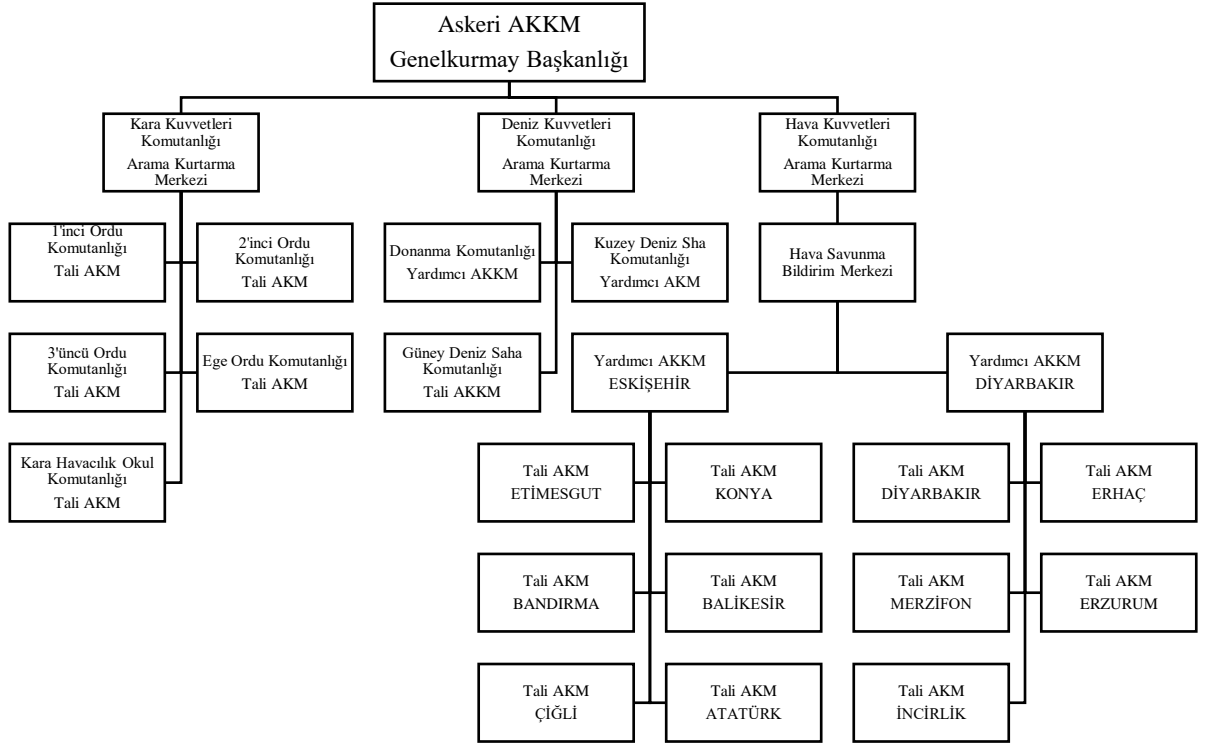 Askeri AKKM
Genelkurmay Başkanlığı
Kara Kuvvetleri
Komutanlığı
Arama Kurtarma
Merkezi
Deniz Kuvvetleri
Komutanlığı
Arama Kurtarma
Merkezi
Hava Kuvvetleri
Komutanlığı
Arama Kurtarma
Merkezi
1'inci Ordu
Komutanlığı
Tali AKM
2'inci Ordu
Komutanlığı
Tali AKM
Donanma Komutanlığı
Yardımcı AKKM
Kuzey Deniz Sha
Komutanlığı
Yardımcı AKM
Hava Savunma
Bildirim Merkezi
3'üncü Ordu
Komutanlığı
Tali AKM
Ege Ordu Komutanlığı
Tali AKM
Güney Deniz Saha
Komutanlığı
Tali AKKM
Yardımcı AKKM
ESKİŞEHİR
Yardımcı AKKM
DİYARBAKIR
Kara Havacılık Okul
Komutanlığı
Tali AKM
Tali AKM
ETİMESGUT
Tali AKM
KONYA
Tali AKM
DİYARBAKIR
Tali AKM
ERHAÇ
Tali AKM
BANDIRMA
Tali AKM
BALİKESİR
Tali AKM
MERZİFON
Tali AKM
ERZURUM
Tali AKM
ÇİĞLİ
Tali AKM
ATATÜRK
Tali AKM
İNCİRLİK